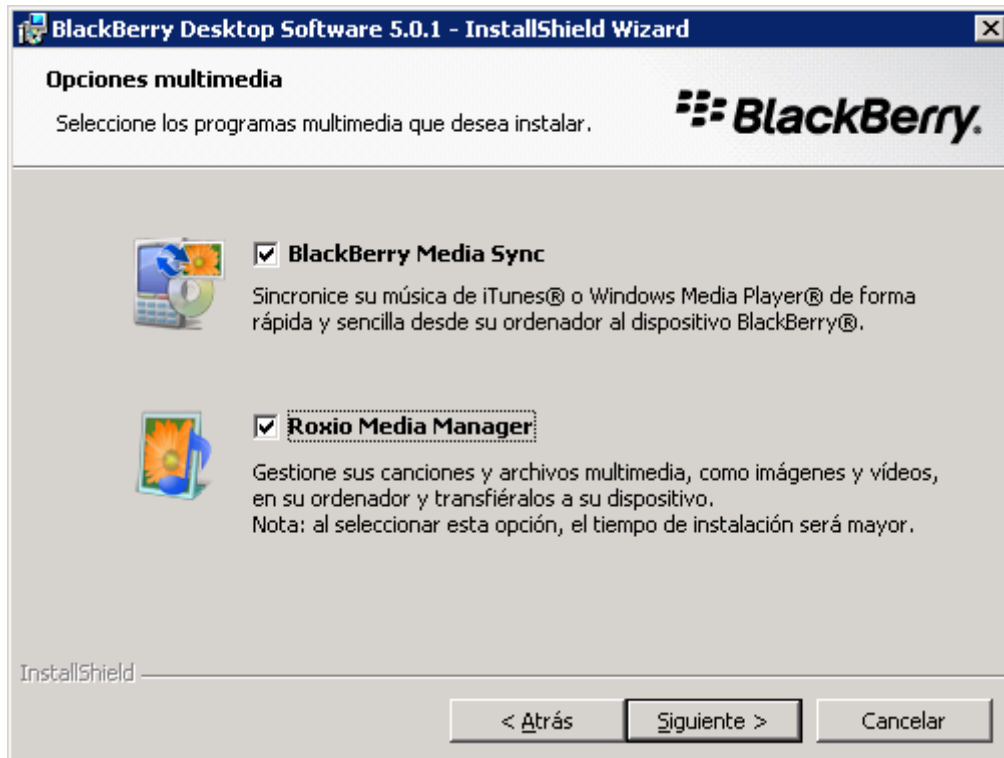 BlackBerry Desktop Software 5.0.1 - InstallShield Wizard
Opciones multimedia
Seleccione los programas multimedia que desea instalar.
BlackBerry.
BlackBerry Media Sync
Sincronice su música de iTunes® o Windows Media Player® de forma
rápida y sencilla desde su ordenador al dispositivo BlackBerry®.
Roxio Media Manager
Gestione sus canciones y archivos multimedia, como imágenes y vídeos,
en su ordenador y transfiéralos a su dispositivo.
Nota: al seleccionar esta opción, el tiempo de instalación será mayor.
InstallShield
< Atrás
Siguiente >
Cancelar